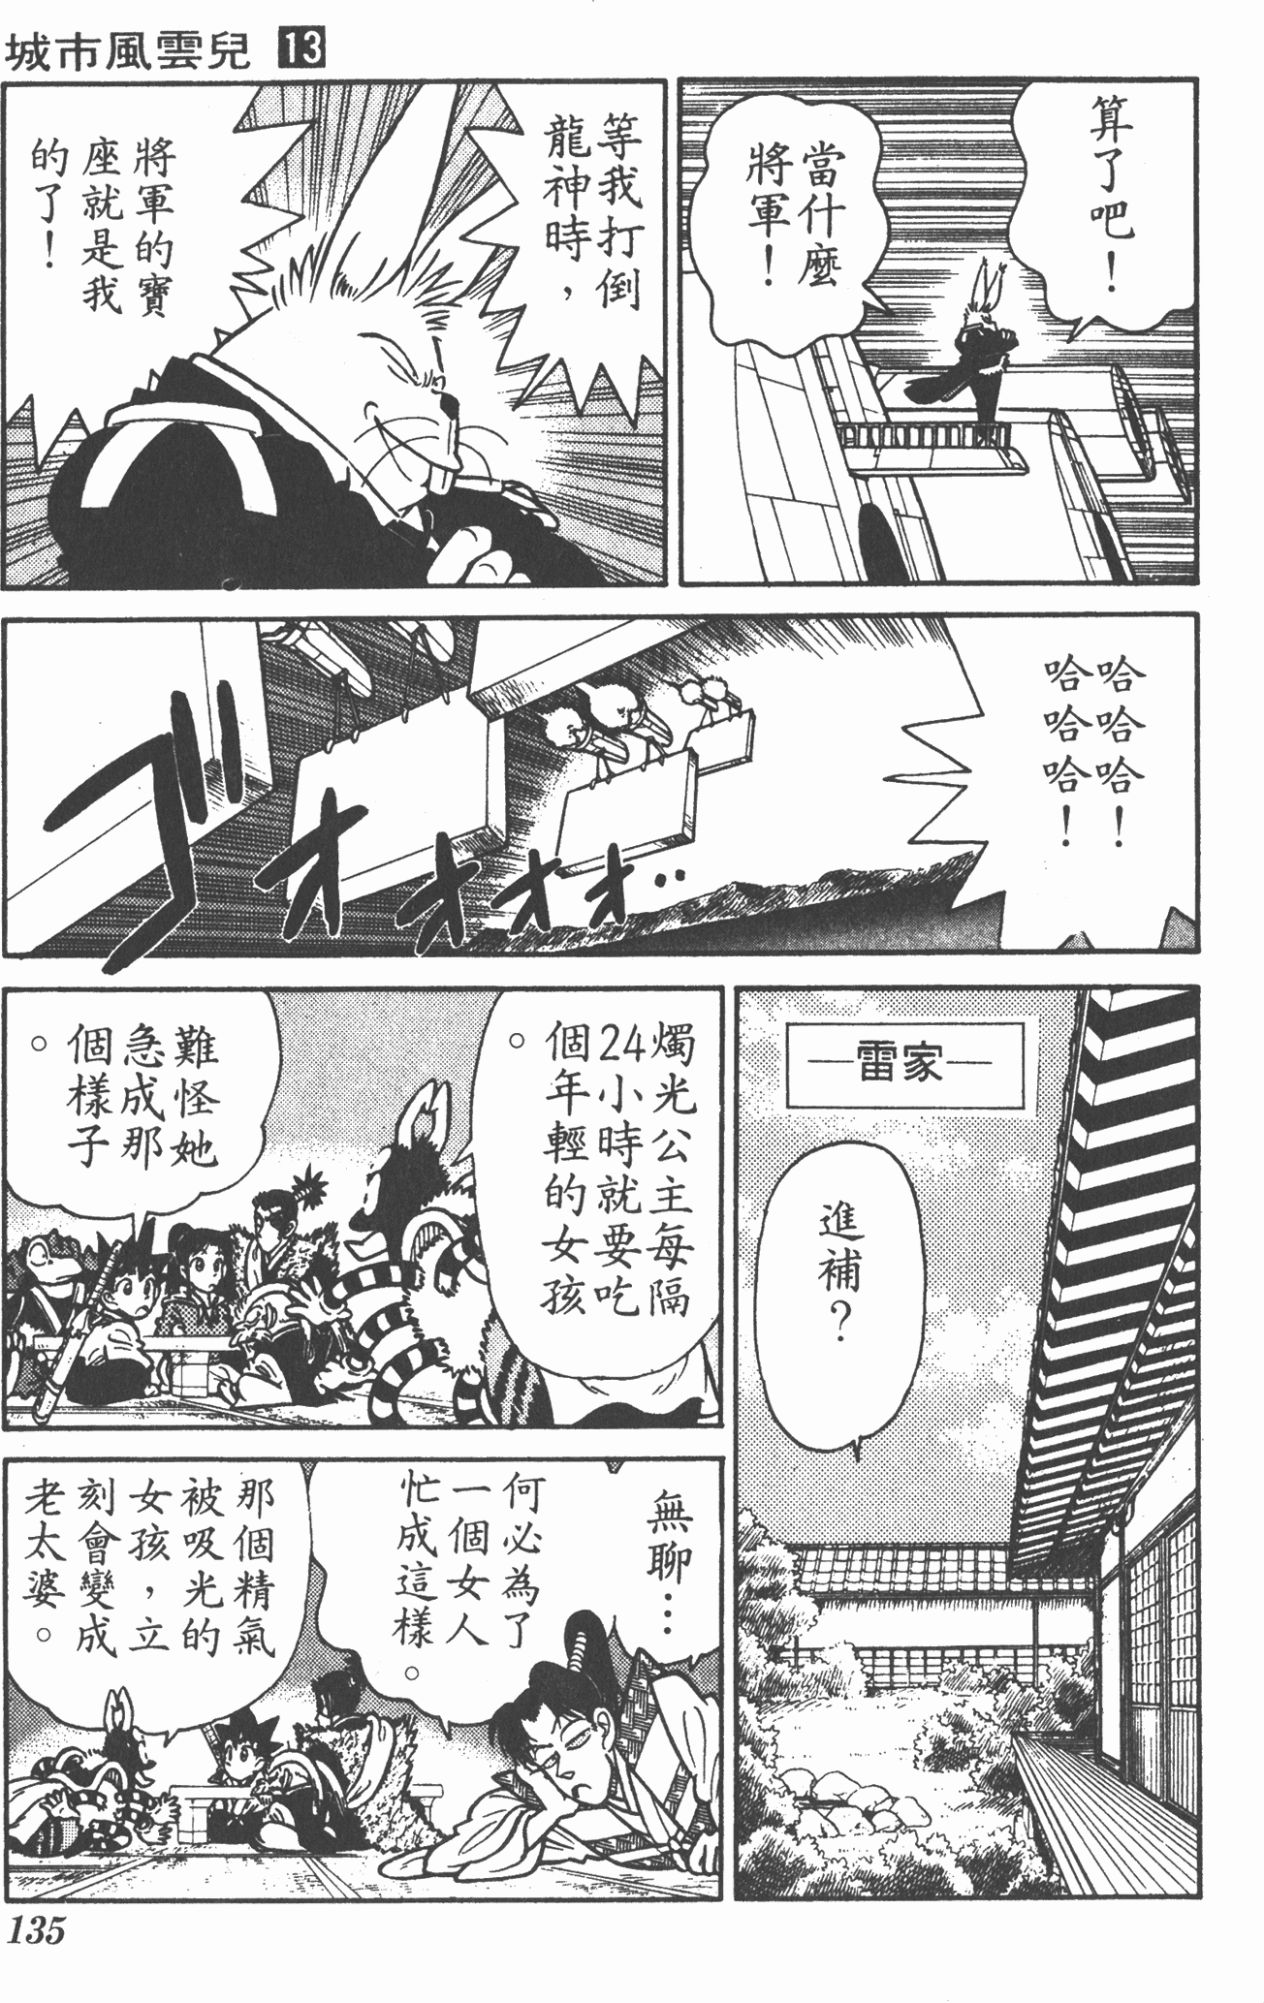 城市風雲兒 13
算了吧！
當什麼
將軍！
等我打倒
龍神時，
將軍的寶
座就是我
的了！
哈哈哈！
哈哈哈！
ゴオオオオ‥
—雷家—
進補？
燭光公主每隔
24小時就要吃
個年輕的女孩
。
難怪她
急成那
個樣子
。
無聊…
何必為了
一個女人
忙成這樣。
那個精氣
被吸光的
女孩，立
刻會變成
老太婆。
135